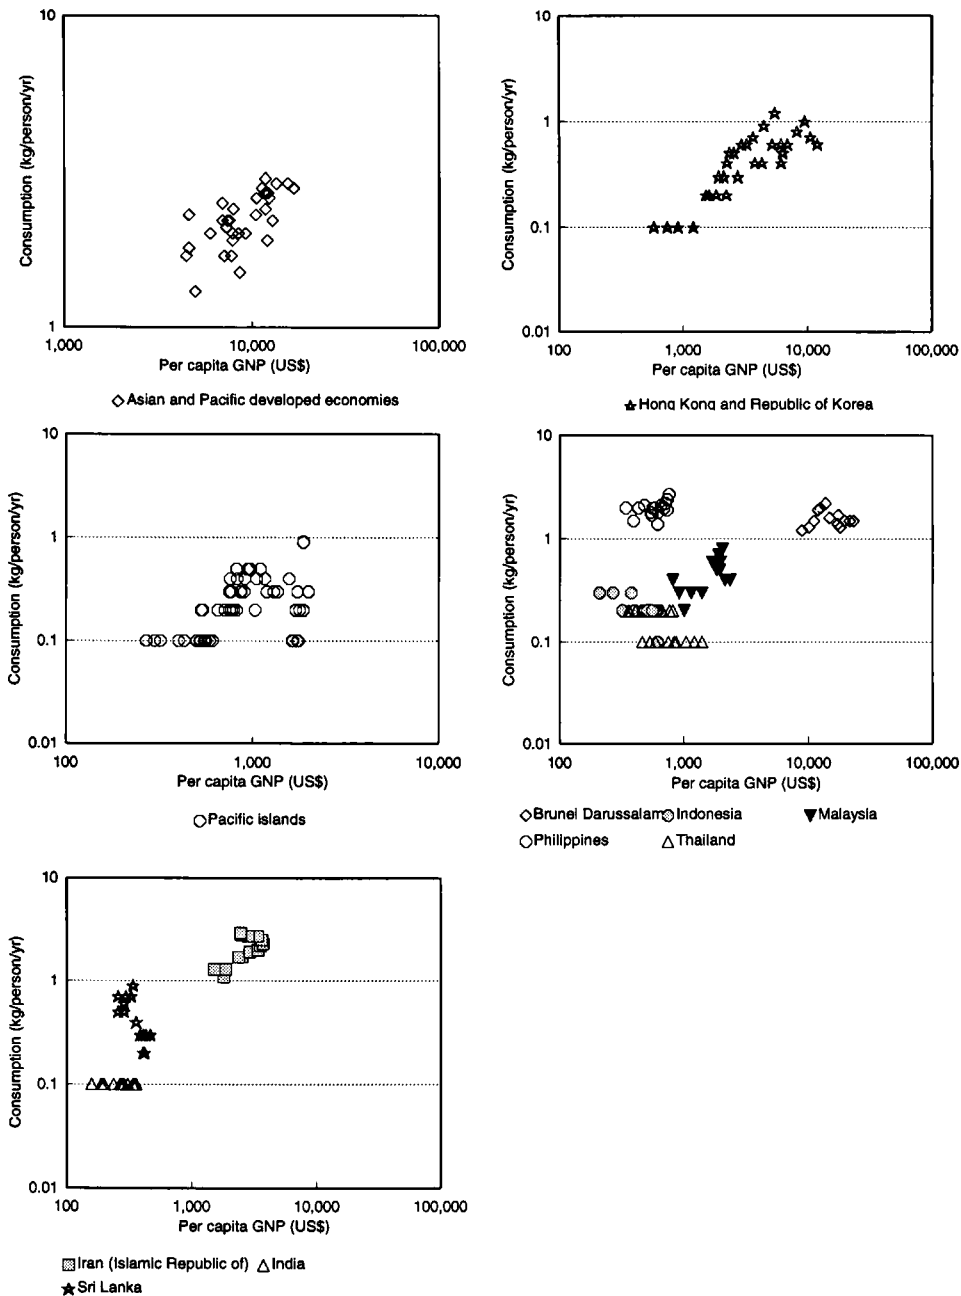 10
1
Consumption (kg/person/yr)
1,000
10,000
100,000
Per capita GNP (US$)
Asian and Pacific developed economies
10
1
0.1
0.01
Consumption (kg/person/yr)
100
1,000
10,000
100,000
Per capita GNP (US$)
Hong Kong and Republic of Korea
10
1
0.1
0.01
Consumption (kg/person/yr)
100
1,000
10,000
Per capita GNP (US$)
Pacific islands
10
1
0.1
0.01
Consumption (kg/person/yr)
100
1,000
10,000
100,000
Per capita GNP (US$)
Brunei Darussalam Indonesia Malaysia
Philippines Thailand
10
1
0.1
0.01
Consumption (kg/person/yr)
100
1,000
10,000
100,000
Per capita GNP (US$)
Iran (Islamic Republic of) India
Sri Lanka